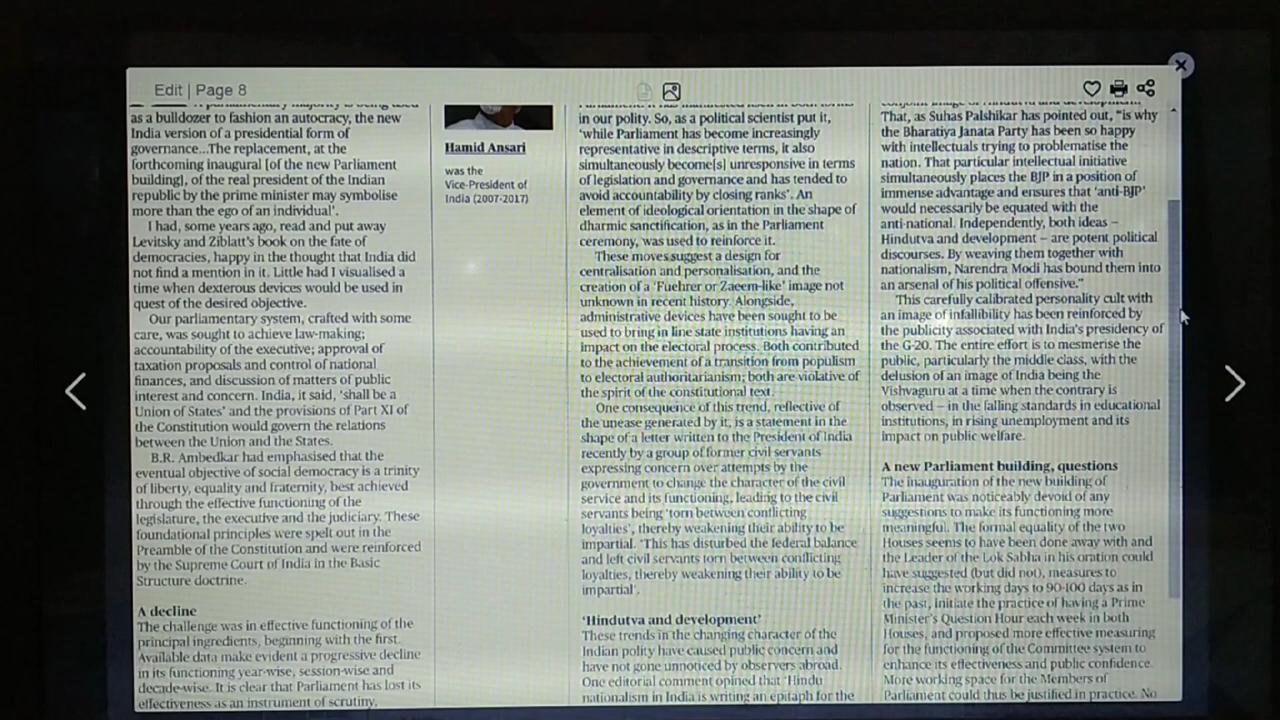 Edit | Page 8
as a bulldozer to fashion an autocracy, the new
India version of a presidential form of
governance...The replacement, at the
forthcoming inaugural [of the new Parliament
building], of the real president of the Indian
republic by the prime minister may symbolise
more than the ego of an individual'.
I had, some years ago, read and put away
Levitsky and Ziblatt's book on the fate of
democracies, happy in the thought that India did
not find a mention in it. Little had I visualised a
time when dexterous devices would be used in
quest of the desired objective.
Our parliamentary system, crafted with some
care, was sought to achieve law-making;
accountability of the executive; approval of
taxation proposals and control of national
finances, and discussion of matters of public
interest and concern. India, it said, 'shall be a
Union of States' and the provisions of Part XI of
the Constitution would govern the relations
between the Union and the States.
B.R. Ambedkar had emphasised that the
eventual objective of social democracy is a trinity
of liberty, equality and fraternity, best achieved
through the effective functioning of the
legislature, the executive and the judiciary. These
foundational principles were spelt out in the
Preamble of the Constitution and were reinforced
by the Supreme Court of India in the Basic
Structure doctrine.
A decline
The challenge was in effective functioning of the
principal ingredients, beginning with the first.
Available data make evident a progressive decline
in its functioning year-wise, session-wise and
decade-wise. It is clear that Parliament has lost its
effectiveness as an instrument of scrutiny.
Hamid Ansari
was the
Vice-President of
India (2007-2017)
in our polity. So, as a political scientist put it,
'while Parliament has become increasingly
representative in descriptive terms, it also
simultaneously become[s] unresponsive in terms
of legislation and governance and has tended to
avoid accountability by closing ranks'. An
element of ideological orientation in the shape of
dharmic sanctification, as in the Parliament
ceremony, was used to reinforce it.
These moves suggest a design for
centralisation and personalisation, and the
creation of a 'Fuehrer or Zaeem-like' image not
unknown in recent history. Alongside,
administrative devices have been sought to be
used to bring in line state institutions having an
impact on the electoral process. Both contributed
to the achievement of a transition from populism
to electoral authoritarianism; both are violative of
the spirit of the constitutional text.
One consequence of this trend, reflective of
the unease generated by it, is a statement in the
shape of a letter written to the President of India
recently by a group of former civil servants
expressing concern over attempts by the
government to change the character of the civil
service and its functioning, leading to the civil
servants being 'torn between conflicting
loyalties', thereby weakening their ability to be
impartial. 'This has disturbed the federal balance
and left civil servants torn between conflicting
loyalties, thereby weakening their ability to be
impartial'.
'Hindutva and development'
These trends in the changing character of the
Indian polity have caused public concern and
have not gone unnoticed by observers abroad.
One editorial comment opined that 'Hindu
nationalism in India is writing an epitaph for the
conjoint image of Hindutva and development.
That, as Suhas Palshikar has pointed out, "is why
the Bharatiya Janata Party has been so happy
with intellectuals trying to problematise the
nation. That particular intellectual initiative
simultaneously places the BJP in a position of
immense advantage and ensures that 'anti-BJP'
would necessarily be equated with the
anti-national. Independently, both ideas –
Hindutva and development – are potent political
discourses. By weaving them together with
nationalism, Narendra Modi has bound them into
an arsenal of his political offensive."
This carefully calibrated personality cult with
an image of infallibility has been reinforced by
the publicity associated with India's presidency of
the G-20. The entire effort is to mesmerise the
public, particularly the middle class, with the
delusion of an image of India being the
Vishvaguru at a time when the contrary is
observed – in the falling standards in educational
institutions, in rising unemployment and its
impact on public welfare.
A new Parliament building, questions
The inauguration of the new building of
Parliament was noticeably devoid of any
suggestions to make its functioning more
meaningful. The formal equality of the two
Houses seems to have been done away with and
the Leader of the Lok Sabha in his oration could
have suggested (but did not), measures to
increase the working days to 90-100 days as in
the past, initiate the practice of having a Prime
Minister's Question Hour each week in both
Houses, and proposed more effective measuring
for the functioning of the Committee system to
enhance its effectiveness and public confidence.
More working space for the Members of
Parliament could thus be justified in practice. No